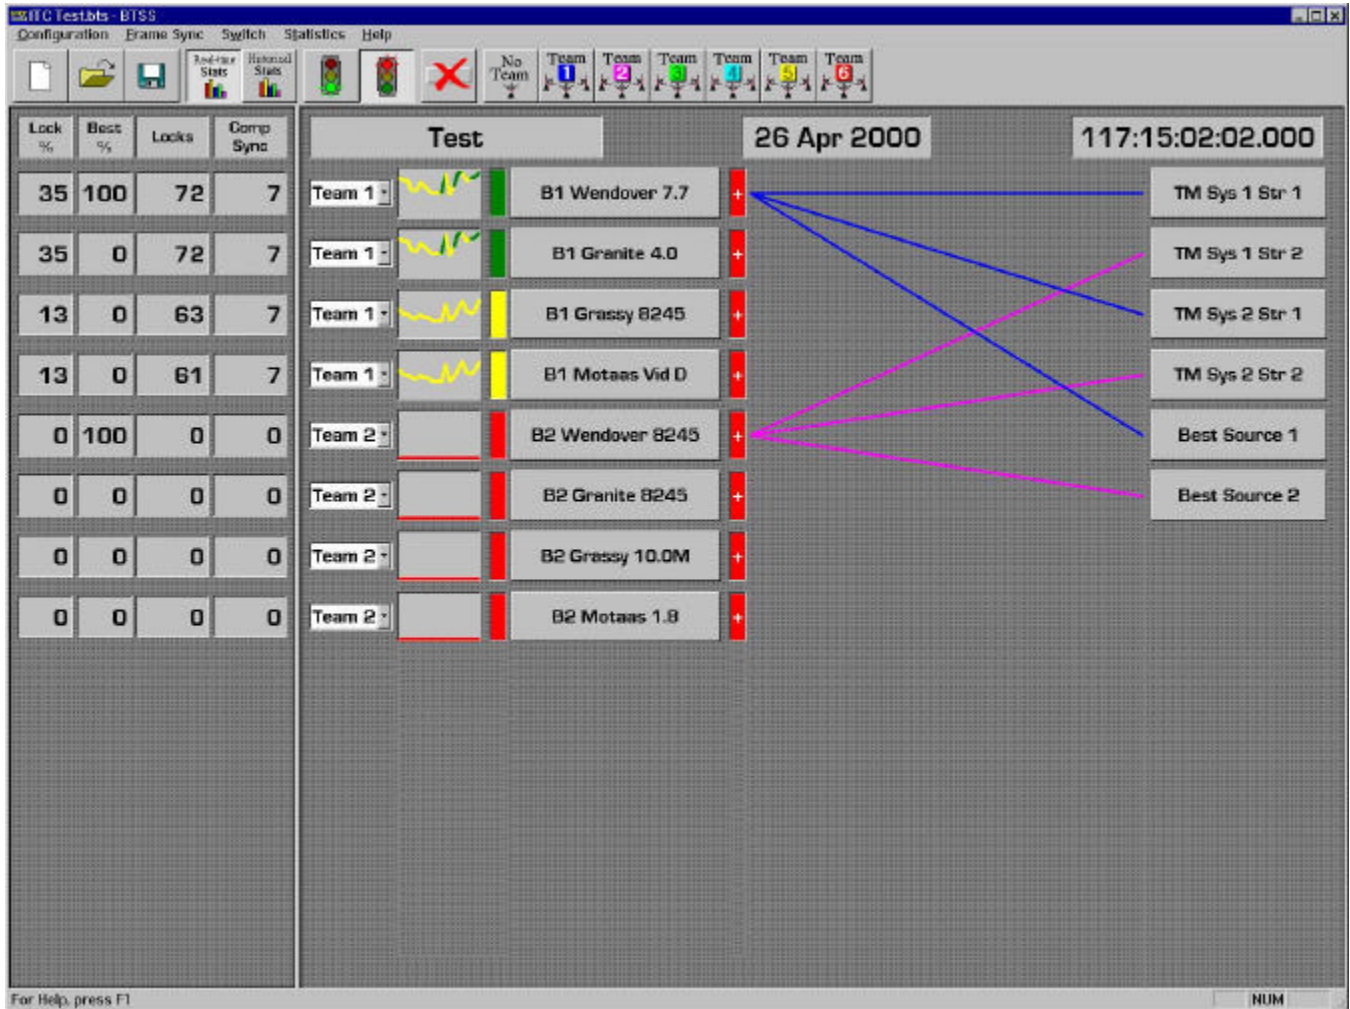 ITC Test.bts - BTSS
Configuration Frame Sync Switch Statistics Help
Real-time Stats Historical Stats No Team Team 1 Team 2 Team 3 Team 4 Team 5 Team 6
Lock % Best % Locks Comp Sync Test 26 Apr 2000 117:15:02:02.000
35 100 72 7 Team 1 B1 Wendover 7.7 + TM Sys 1 Str 1
35 0 72 7 Team 1 B1 Granite 4.0 + TM Sys 1 Str 2
13 0 63 7 Team 1 B1 Grassy 8245 + TM Sys 2 Str 1
13 0 61 7 Team 1 B1 Motaas Vid D + TM Sys 2 Str 2
0 100 0 0 Team 2 B2 Wendover 8245 + Best Source 1
0 0 0 0 Team 2 B2 Granite 8245 + Best Source 2
0 0 0 0 Team 2 B2 Grassy 10.0M +
0 0 0 0 Team 2 B2 Motaas 1.8 +
For Help, press F1 NUM